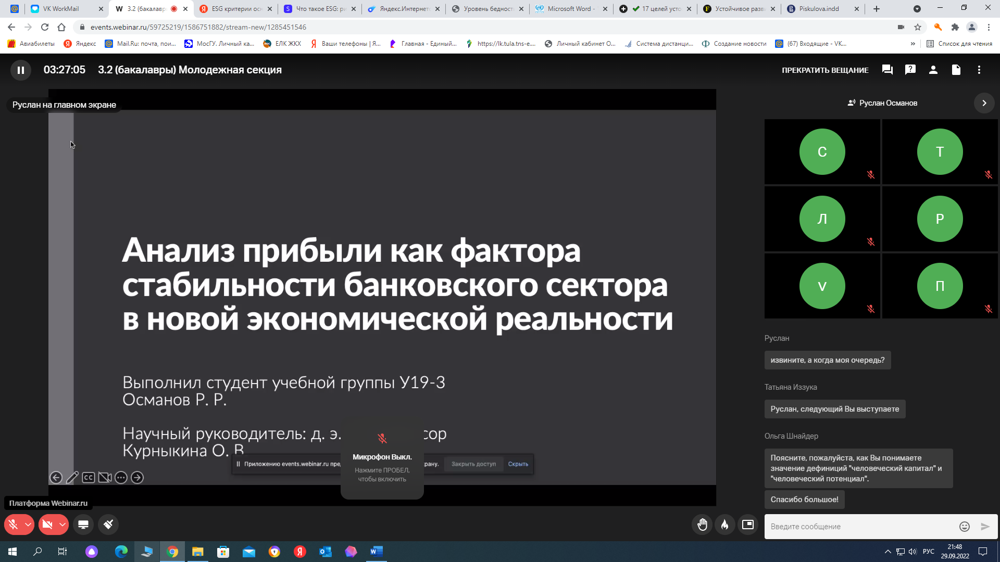 VK WorkMail
3.2 (бакалавр
ESG критерии осн
Что такое ESG: ри
Яндекс.Интернет
Уровень бедност
Microsoft Word -
17 целей усто
Устойчивое разв
Piskulova.indd
events.webinar.ru/59725219/1586751882/stream-new/1285451546
Авиабилеты
Яндекс
Mail.Ru: почта, пои...
МосГУ. Личный ка...
ЕЛК ЖКХ
Ваши телефоны | Я...
Главная - Единый...
https://lk.tula.tns-e....
Личный кабинет О...
Система дистанци...
Создание новости
(67) Входящие - VK...
»
Список для чтения
03:27:05 3.2 (бакалавры) Молодежная секция
ПРЕКРАТИТЬ ВЕЩАНИЕ
Руслан на главном экране
Руслан Османов
С
Т
Л
Р
V
П
Анализ прибыли как фактора
стабильности банковского сектора
в новой экономической реальности
Выполнил студент учебной группы У19-3
Османов Р. Р.
Научный руководитель: д. э. сор
Курныкина О. В
Приложению events.webinar.ru пре
рану.
Закрыть доступ
Скрыть
Микрофон Выкл.
Нажмите ПРОБЕЛ,
чтобы включить
CC
Платформа Webinar.ru
Руслан
извините, а когда моя очередь?
Татьяна Иззука
Руслан, следующий Вы выступаете
Ольга Шнайдер
Поясните, пожалуйста, как Вы понимаете
значение дефиниций "человеческий капитал" и
"человеческий потенциал".
Спасибо большое!
Введите сообщение
РУС
21:48
29.09.2022